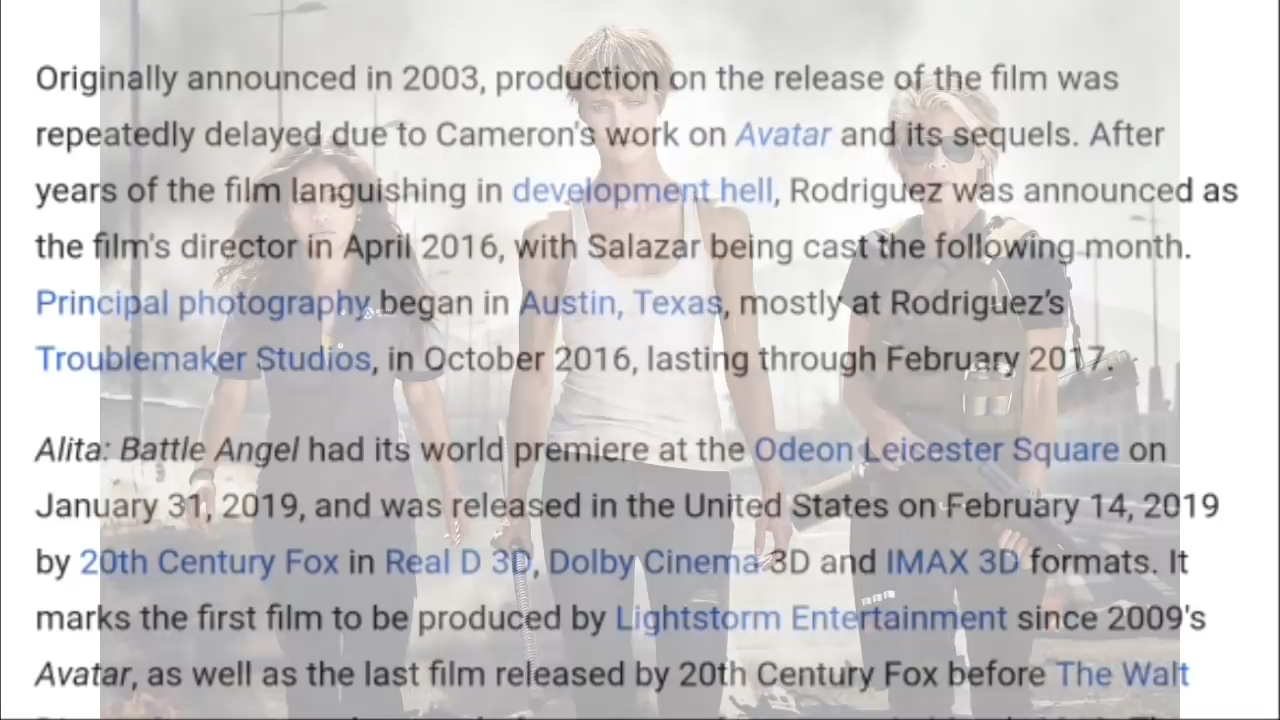 Originally announced in 2003, production on the release of the film was
repeatedly delayed due to Cameron's work on Avatar and its sequels. After
years of the film languishing in development hell, Rodriguez was announced as
the film's director in April 2016, with Salazar being cast the following month.
Principal photography began in Austin, Texas, mostly at Rodriguez's
Troublemaker Studios, in October 2016, lasting through February 2017.
Alita: Battle Angel had its world premiere at the Odeon Leicester Square on
January 31, 2019, and was released in the United States on February 14, 2019
by 20th Century Fox in Real D 3D, Dolby Cinema 3D and IMAX 3D formats. It
marks the first film to be produced by Lightstorm Entertainment since 2009's
Avatar, as well as the last film released by 20th Century Fox before The Walt